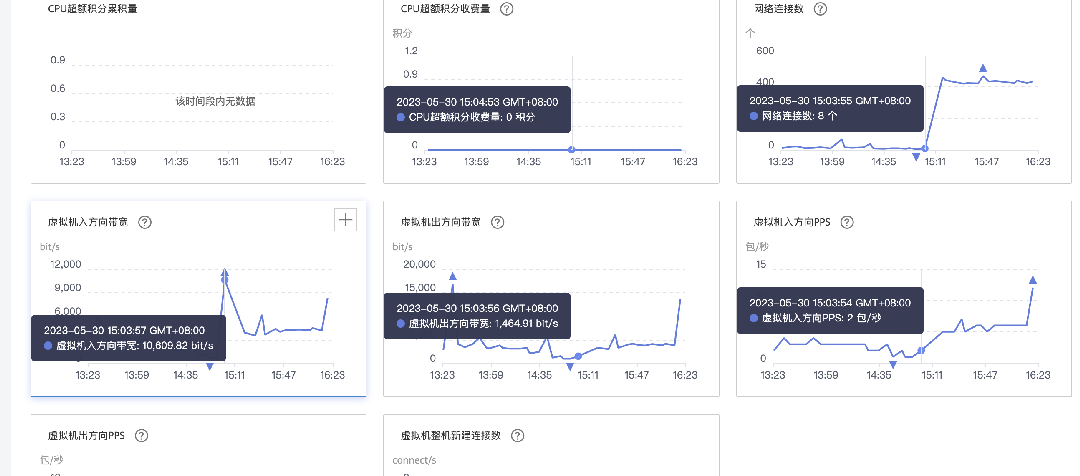 CPU超额积分累积量
0.9
0.6
0.3
0
该时间段内无数据
13:23 13:59 14:35 15:11 15:47 16:23
CPU超额积分收费量
积分
1.2
0.9
0
2023-05-30 15:04:53 GMT+08:00
CPU超额积分收费量: 0 积分
13:23 13:59 14:35 15:11 15:47 16:23
网络连接数
个
600
400
0
2023-05-30 15:03:55 GMT+08:00
网络连接数: 8 个
13:23 13:59 14:35 15:11 15:47 16:23
虚拟机入方向带宽
bit/s
12,000
9,000
6,000
2023-05-30 15:03:57 GMT+08:00
虚拟机入方向带宽: 10,609.82 bit/s
13:23 13:59 14:35 15:11 15:47 16:23
虚拟机出方向带宽
bit/s
20,000
15,000
0
2023-05-30 15:03:56 GMT+08:00
虚拟机出方向带宽: 1,464.91 bit/s
13:23 13:59 14:35 15:11 15:47 16:23
虚拟机入方向PPS
包/秒
15
0
2023-05-30 15:03:54 GMT+08:00
虚拟机入方向PPS: 2 包/秒
13:23 13:59 14:35 15:11 15:47 16:23
虚拟机出方向PPS
包/秒
虚拟机整机新建连接数
connect/s